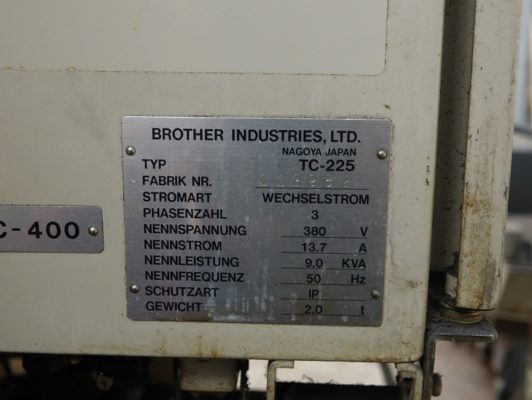 BROTHER INDUSTRIES, LTD.
NAGOYA JAPAN
TYP TC-225
FABRIK NR.
STROMART WECHSELSTROM
PHASENZAHL 3
NENNSPANNUNG 380 V
NENNSTROM 13.7 A
NENNLEISTUNG 9.0 KVA
NENNFREQUENZ 50 Hz
SCHUTZART IP
GEWICHT 2.0 t
C-400